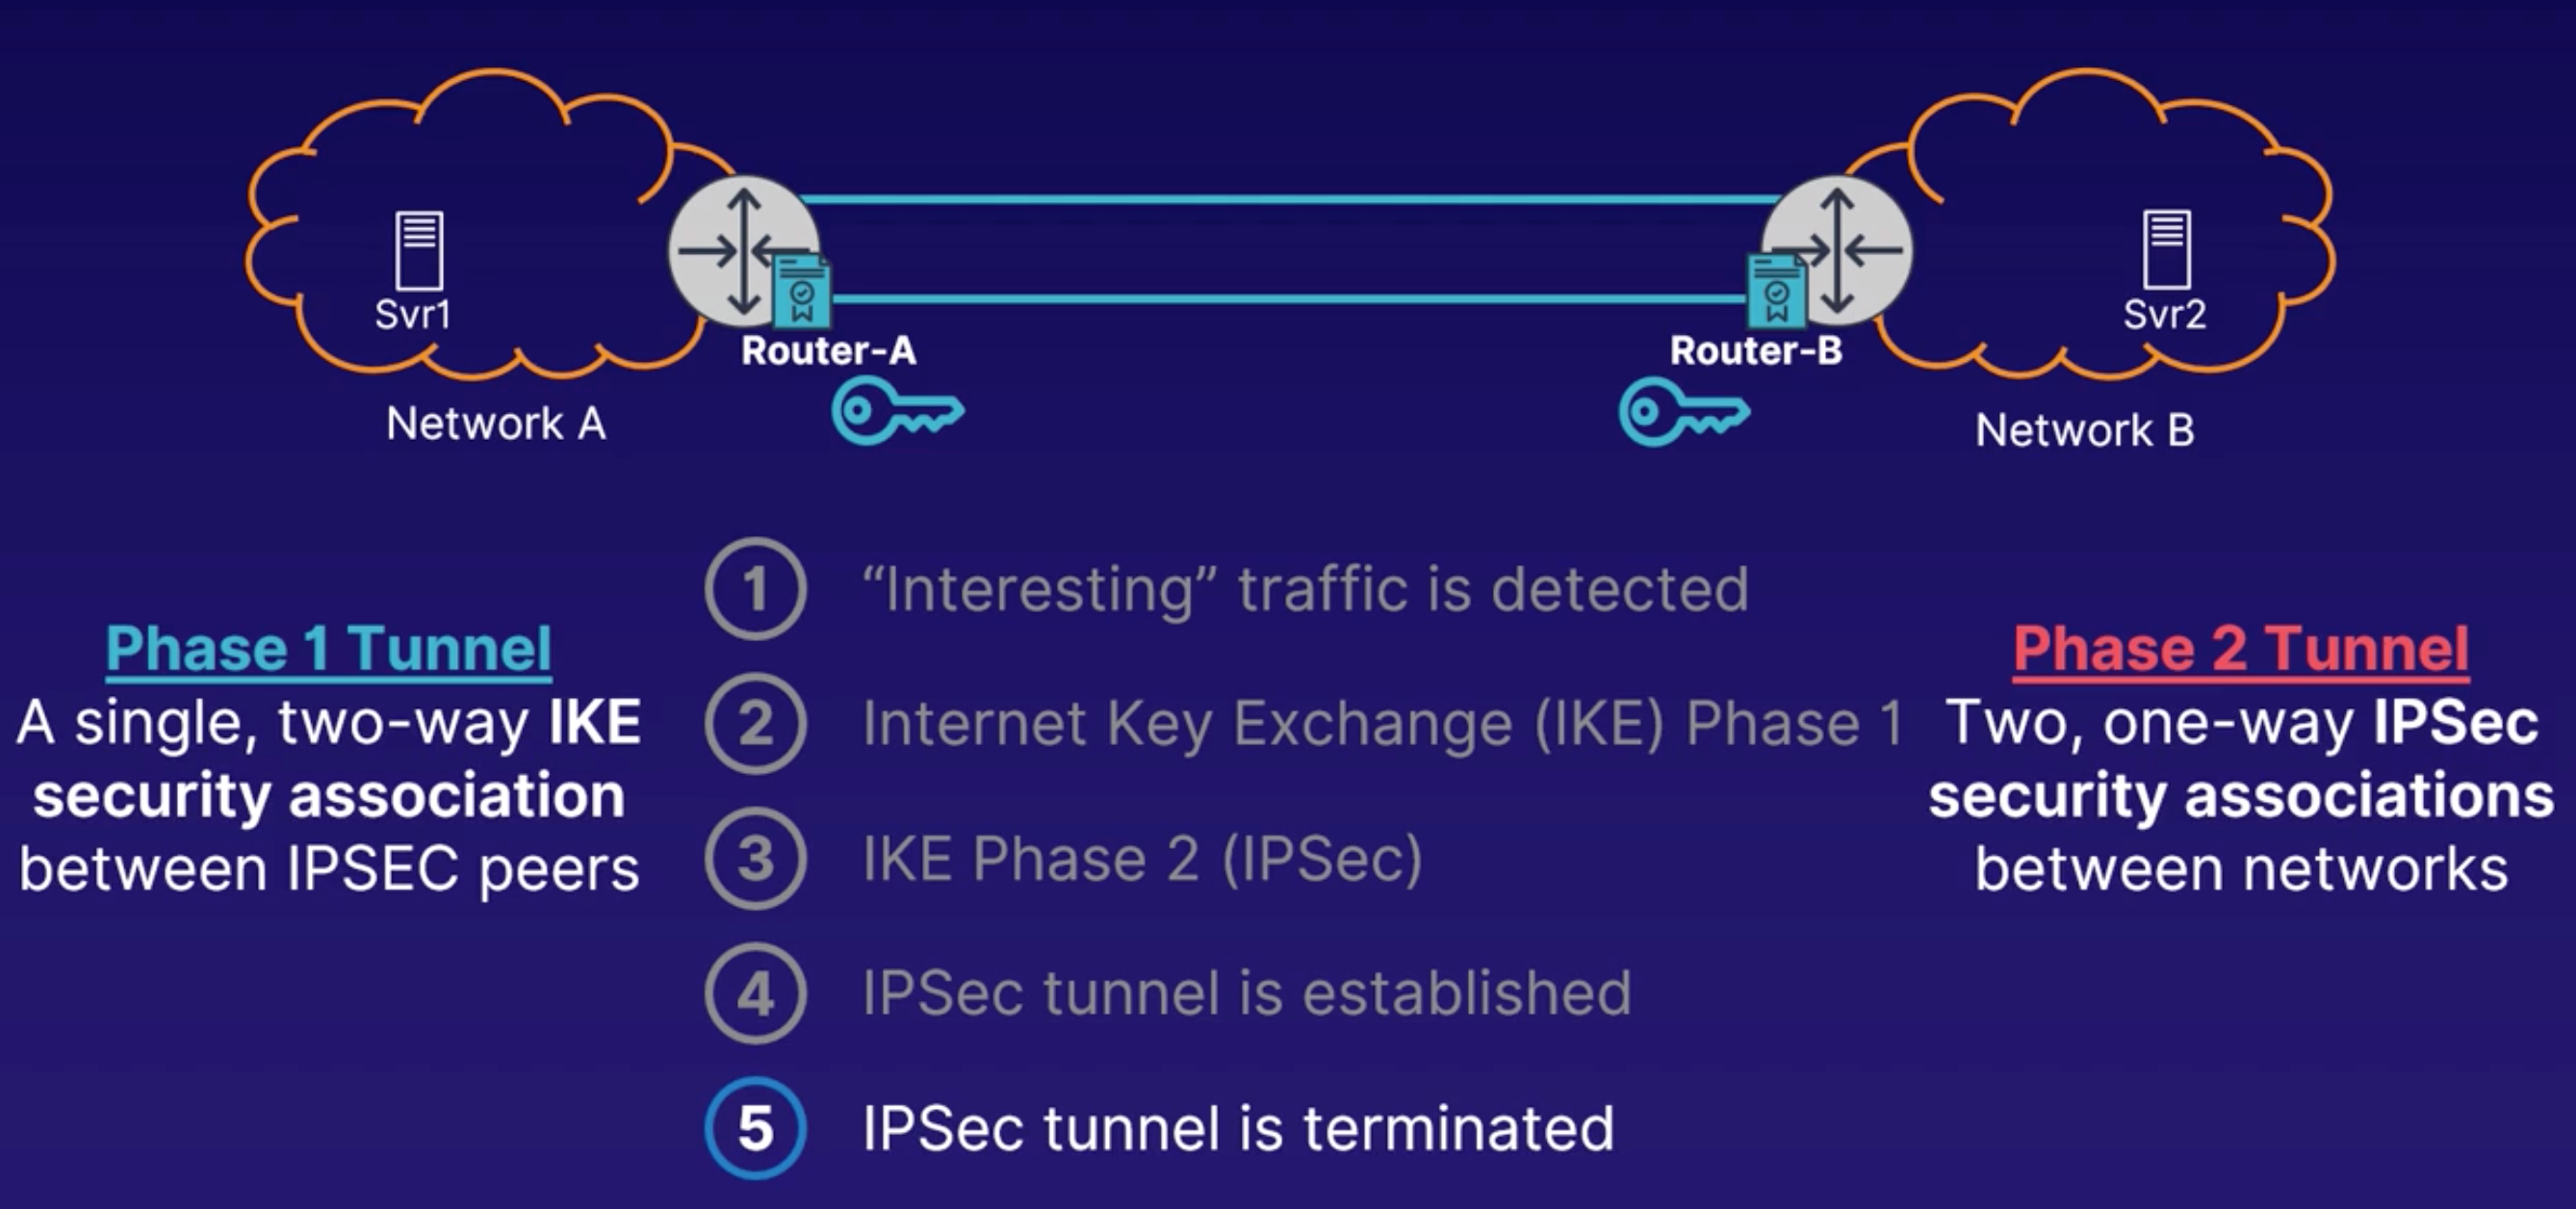 Svr1
Svr2
Router-A
Router-B
Network A
Network B
1 “Interesting” traffic is detected
Phase 1 Tunnel
A single, two-way IKE
security association
between IPSEC peers
2 Internet Key Exchange (IKE) Phase 1
3 IKE Phase 2 (IPSec)
4 IPSec tunnel is established
5 IPSec tunnel is terminated
Phase 2 Tunnel
Two, one-way IPSec
security associations
between networks